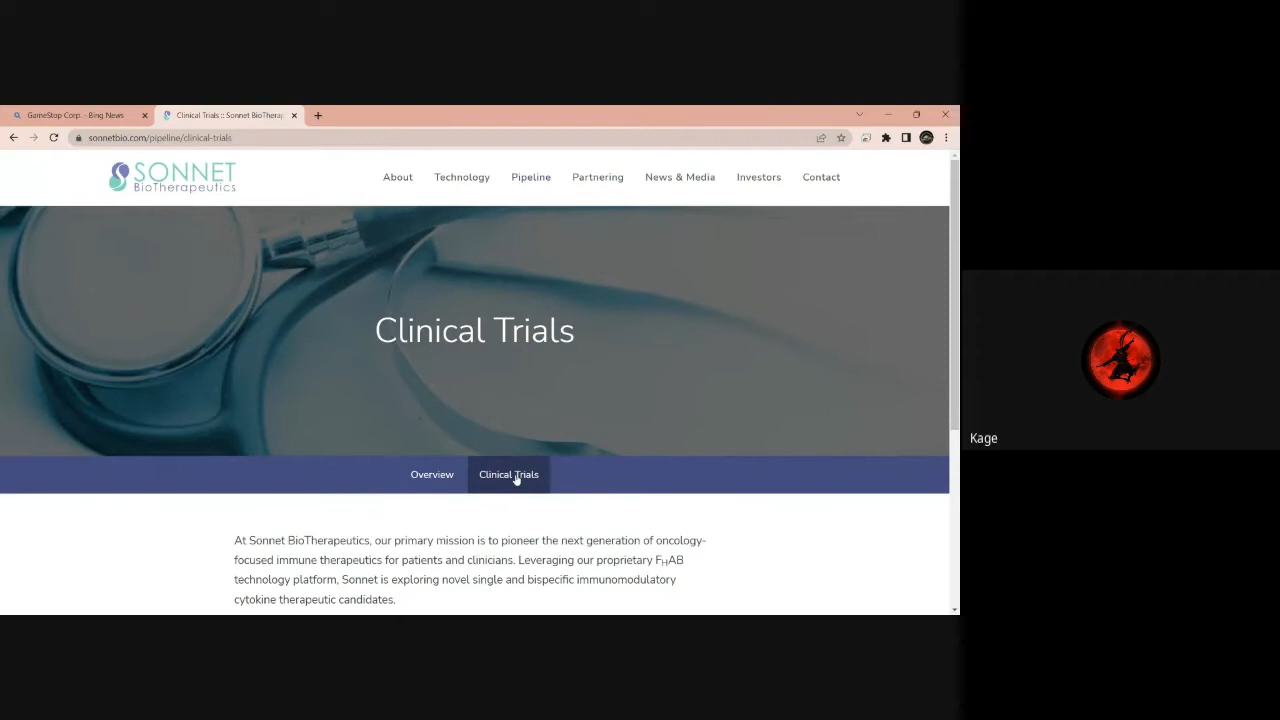 GameStop Corp. - Bing News
Clinical Trials :: Sonnet BioTherap
sonnetbio.com/pipeline/clinical-trials
SONNET
BioTherapeutics
About Technology Pipeline Partnering News & Media Investors Contact
Clinical Trials
Overview Clinical Trials
At Sonnet BioTherapeutics, our primary mission is to pioneer the next generation of oncology-
focused immune therapeutics for patients and clinicians. Leveraging our proprietary FHAB
technology platform, Sonnet is exploring novel single and bispecific immunomodulatory
cytokine therapeutic candidates.
Kage